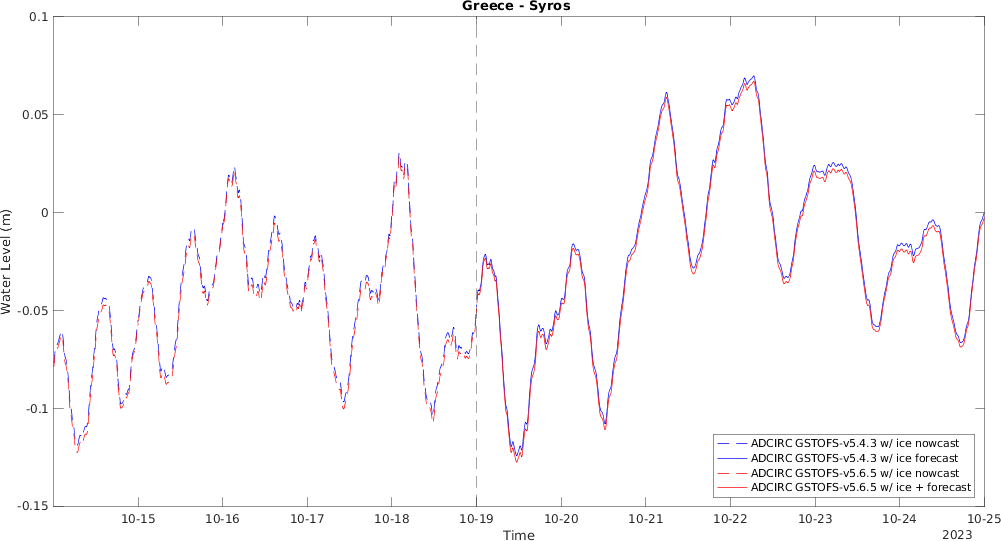 Greece - Syros
0.1
0.05
0
-0.05
-0.1
-0.15
Water Level (m)
10-15 10-16 10-17 10-18 10-19 10-20 10-21 10-22 10-23 10-24 10-25
Time
2023
ADCIRC GSTOFS-v5.4.3 w/ ice nowcast
ADCIRC GSTOFS-v5.4.3 w/ ice forecast
ADCIRC GSTOFS-v5.6.5 w/ ice nowcast
ADCIRC GSTOFS-v5.6.5 w/ ice + forecast